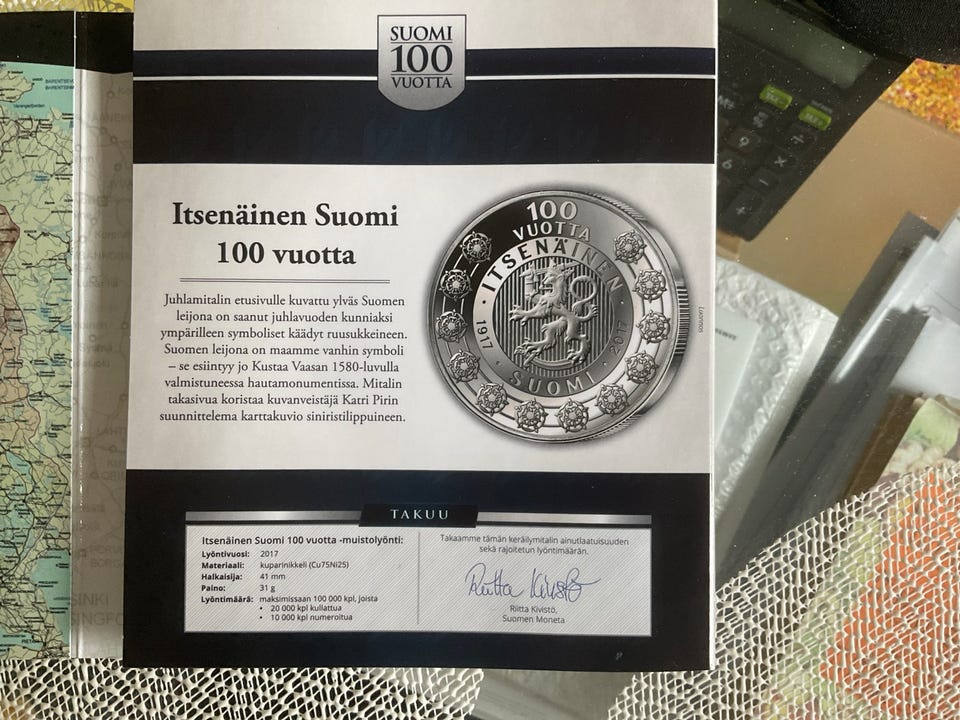 SUOMI
100
VUOTTA
Itsenäinen Suomi
100 vuotta
Juhlamitalin etusivulle kuvattu ylväs Suomen
leijona on saanut juhlavuoden kunniaksi
ympärilleen symboliset käädyt ruusukkeineen.
Suomen leijona on maamme vanhin symboli
– se esiintyy jo Kustaa Vaasan 1580-luvulla
valmistuneessa hautamonumentissa. Mitalin
takasivua koristaa kuvanveistäjä Katri Pirin
suunnittelema karttakuvio siniristilippuineen.
100
VUOTTA
ITSENÄINEN
1917 · 2017
· SUOMI ·
Luonnos
TAKUU
Itsenäinen Suomi 100 vuotta -muistolyönti:
Lyöntivuosi: 2017
Materiaali: kuparinikkeli (Cu75Ni25)
Halkaisija: 41 mm
Paino: 31 g
Lyöntimäärä: maksimissaan 100 000 kpl, joista
• 20 000 kpl kullattua
• 10 000 kpl numeroitua
Takaamme tämän keräilymitalin ainutlaatuisuuden
sekä rajoitetun lyöntimäärän.
Riitta Kivistö
Riitta Kivistö,
Suomen Moneta